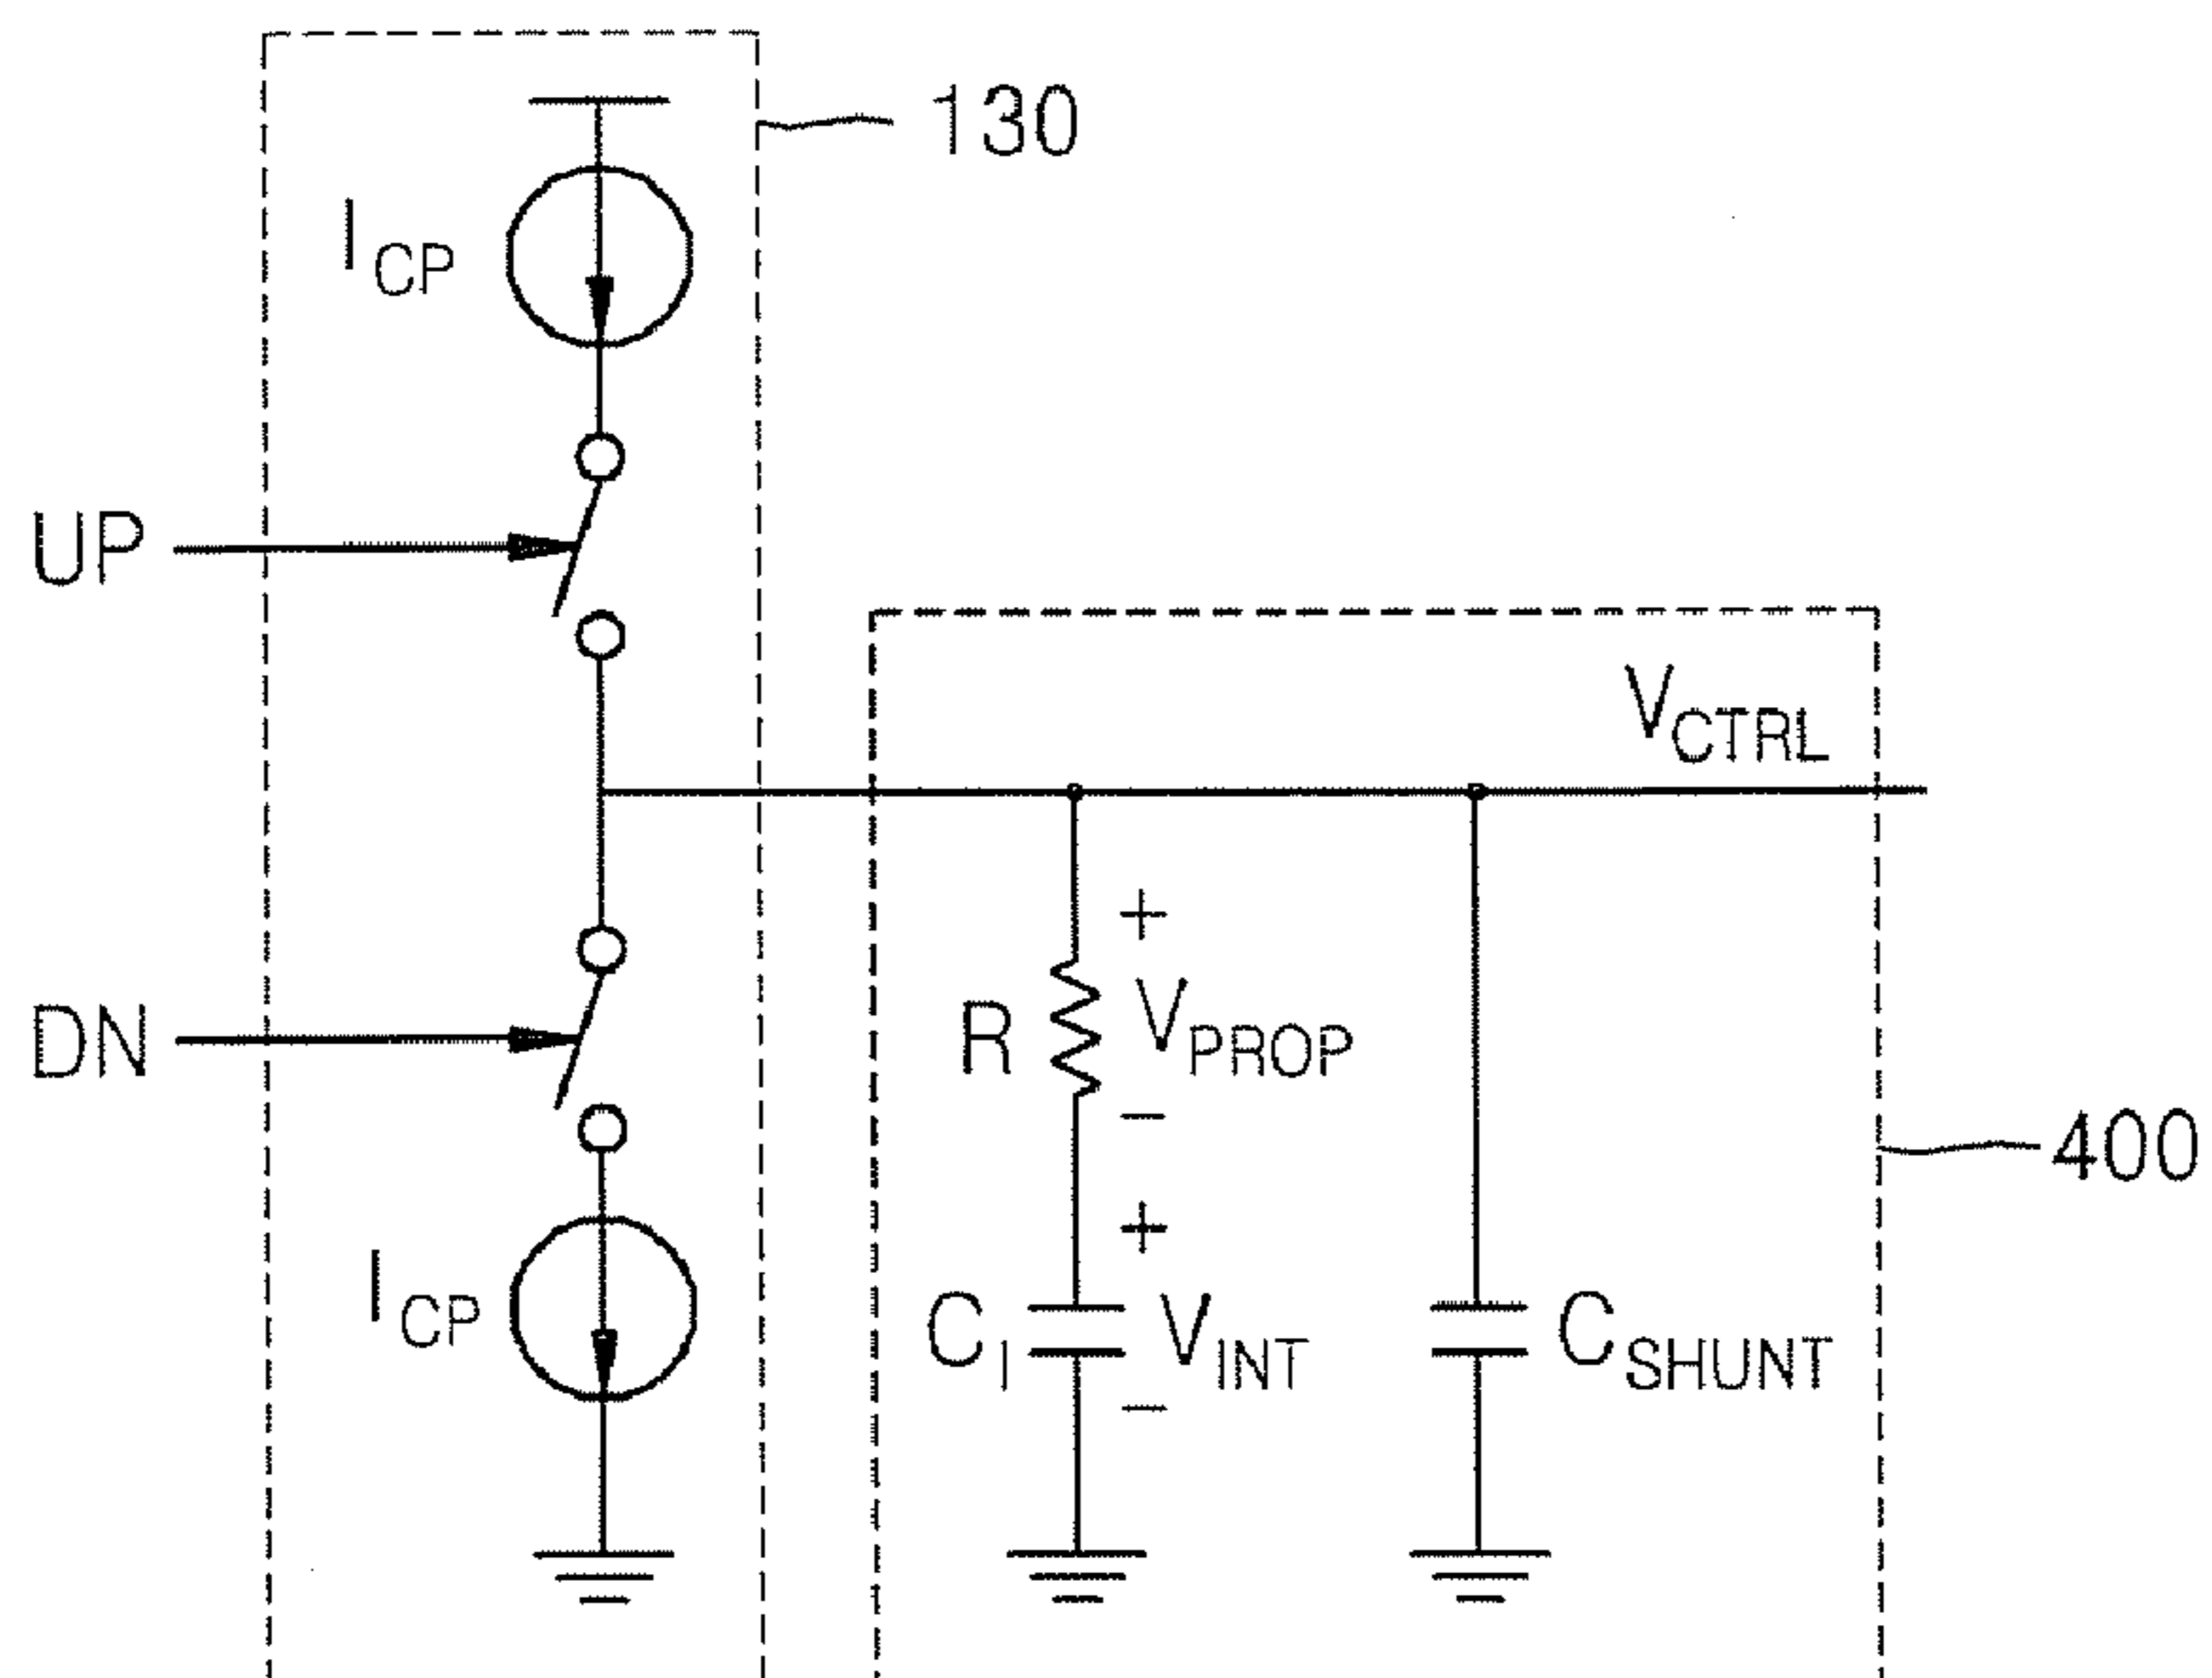 130
I_CP
UP
V_CTRL
+
R V_PROP
−
DN
400
+
I_CP
C_I V_INT
−
C_SHUNT